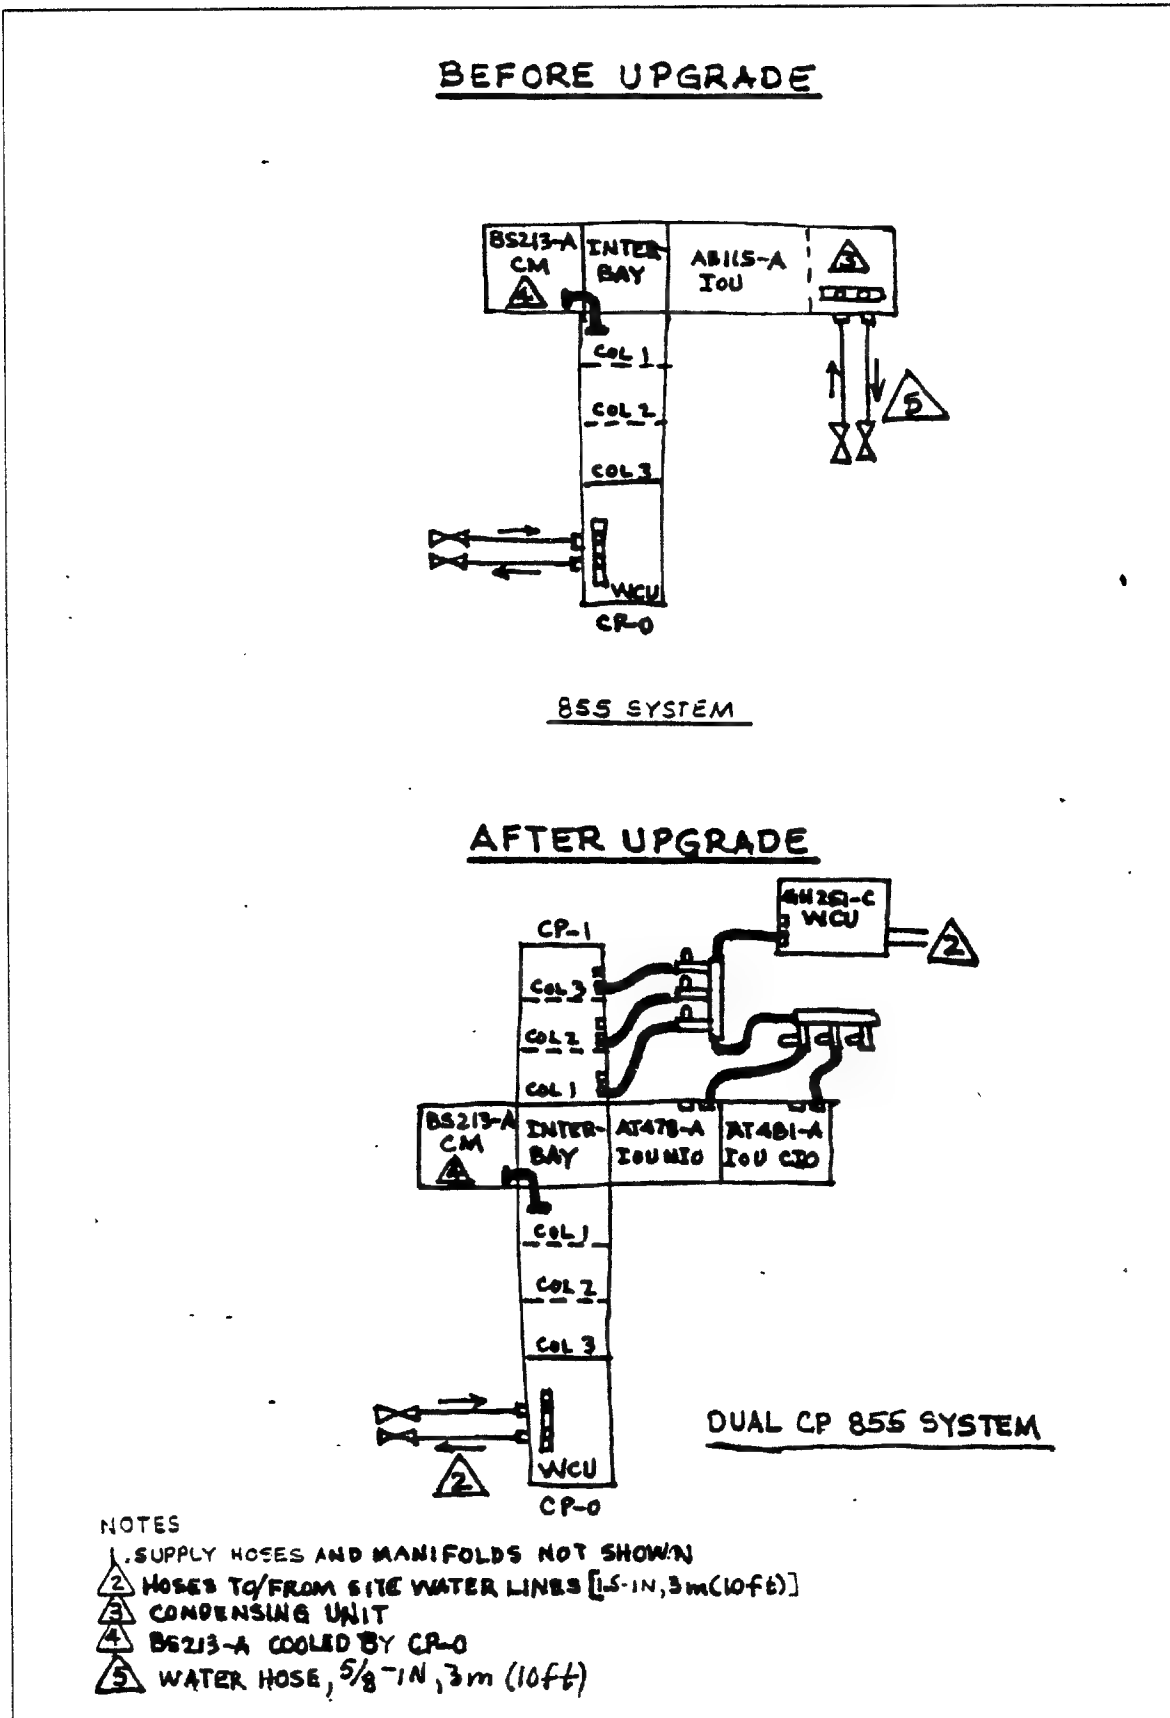 BEFORE UPGRADE
BS213-A
CM
4
INTER-
BAY
AB115-A
IOU
3
COL 1
COL 2
COL 3
5
WCU
CP-0
855 SYSTEM
AFTER UPGRADE
WCU
2
CP-1
COL 3
COL 2
COL 1
BS213-A
CM
4
INTER-
BAY
AT478-A
IOU NIO
AT481-A
IOU CIO
COL 1
COL 2
COL 3
WCU
2
CP-0
DUAL CP 855 SYSTEM
NOTES
1. SUPPLY HOSES AND MANIFOLDS NOT SHOWN
2 HOSES TO/FROM SITE WATER LINES [1.5-IN, 3m (10ft)]
3 CONDENSING UNIT
4 BS213-A COOLED BY CP-0
5 WATER HOSE, 5/8-IN, 3m (10ft)